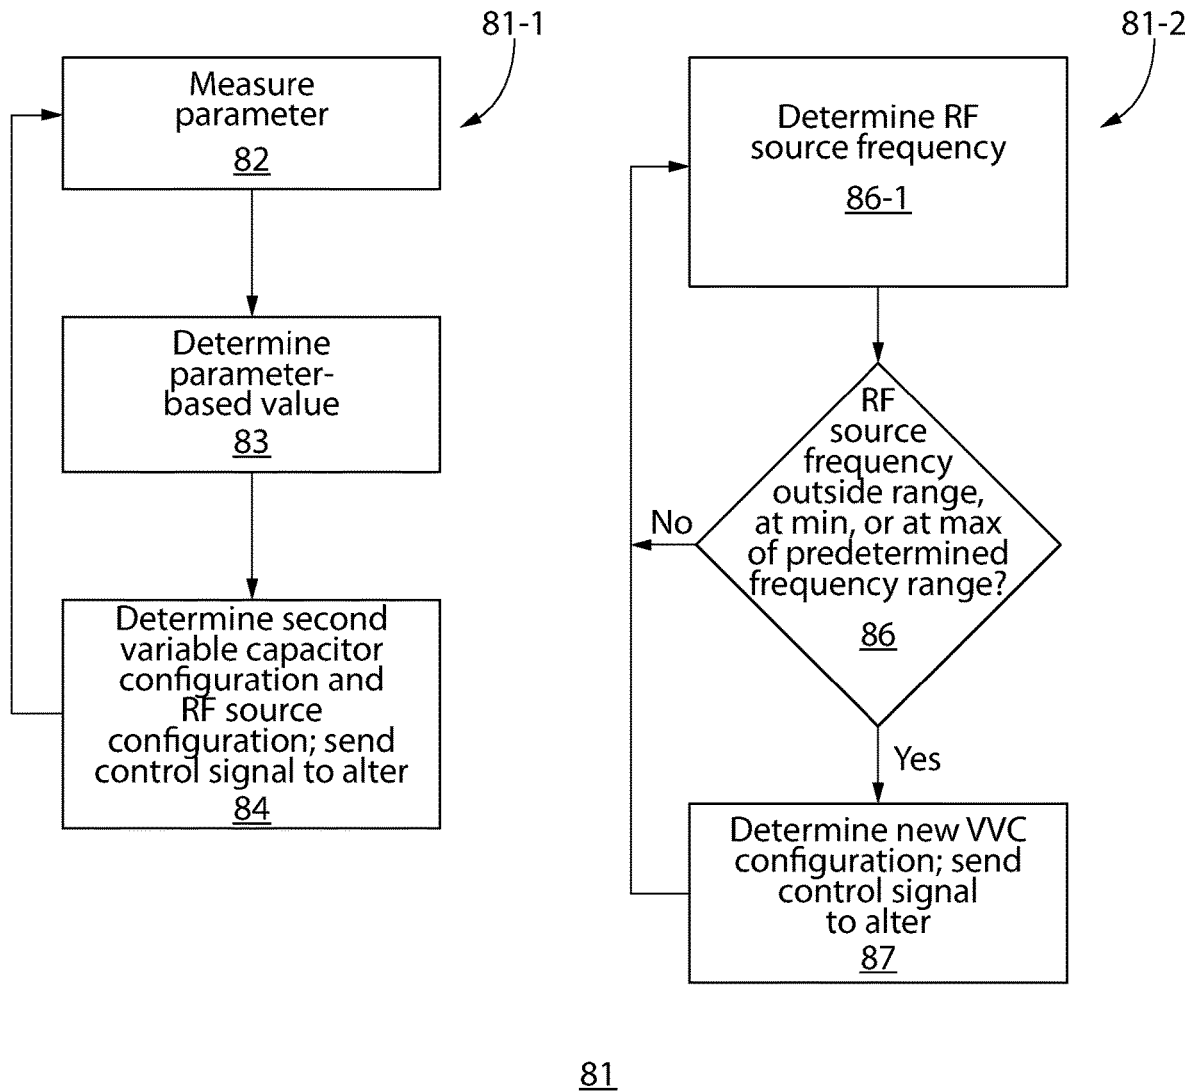 81-1
Measure
parameter
82
Determine
parameter-
based value
83
Determine second
variable capacitor
configuration and
RF source
configuration; send
control signal to alter
84
81-2
Determine RF
source frequency
86-1
RF
source
frequency
outside range,
at min, or at max
of predetermined
frequency range?
86
No
Yes
Determine new VVC
configuration; send
control signal
to alter
87
81